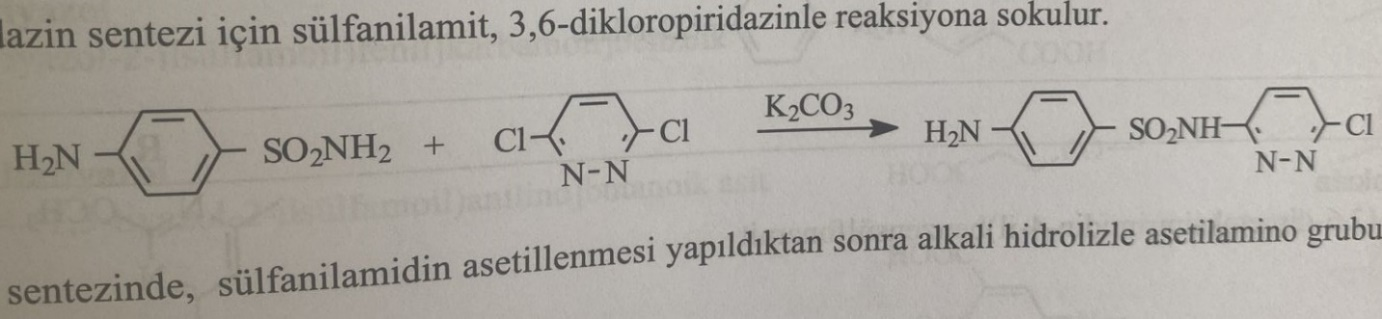 lazin sentezi için sülfanilamit, 3,6-dikloropiridazinle reaksiyona sokulur.
H₂N SO₂NH₂ + Cl N-N Cl K₂CO₃ H₂N SO₂NH N-N Cl
sentezinde, sülfanilamidin asetillenmesi yapıldıktan sonra alkali hidrolizle asetilamino grubu